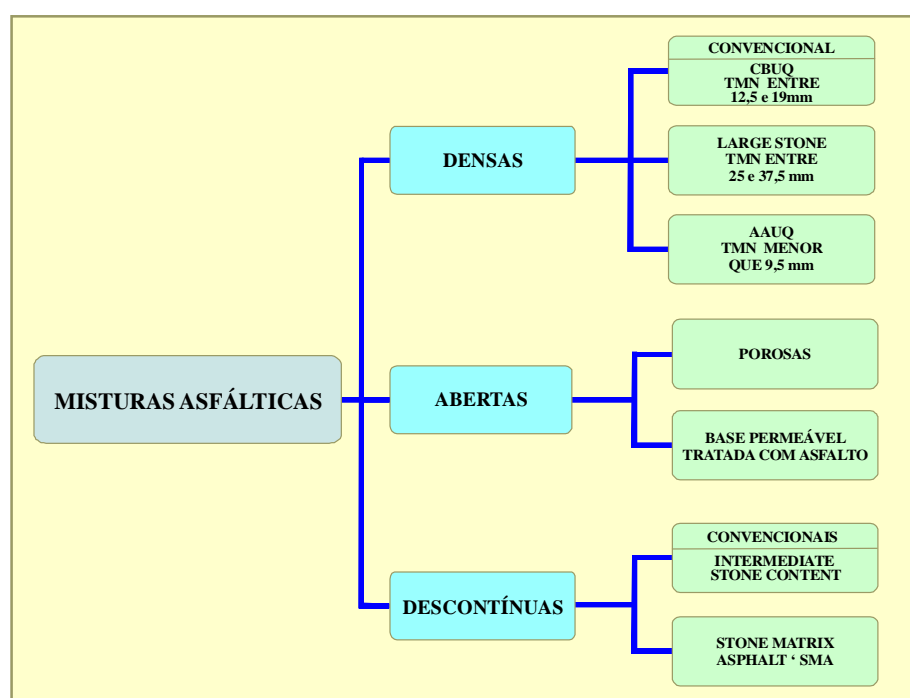 CONVENCIONAL
CBUQ
TMN ENTRE
12,5 e 19mm
DENSAS
LARGE STONE
TMN ENTRE
25 e 37,5 mm
AAUQ
TMN MENOR
QUE 9,5 mm
MISTURAS ASFÁLTICAS
ABERTAS
POROSAS
BASE PERMEÁVEL
TRATADA COM ASFALTO
DESCONTÍNUAS
CONVENCIONAIS
INTERMEDIATE
STONE CONTENT
STONE MATRIX
ASPHALT ‘ SMA